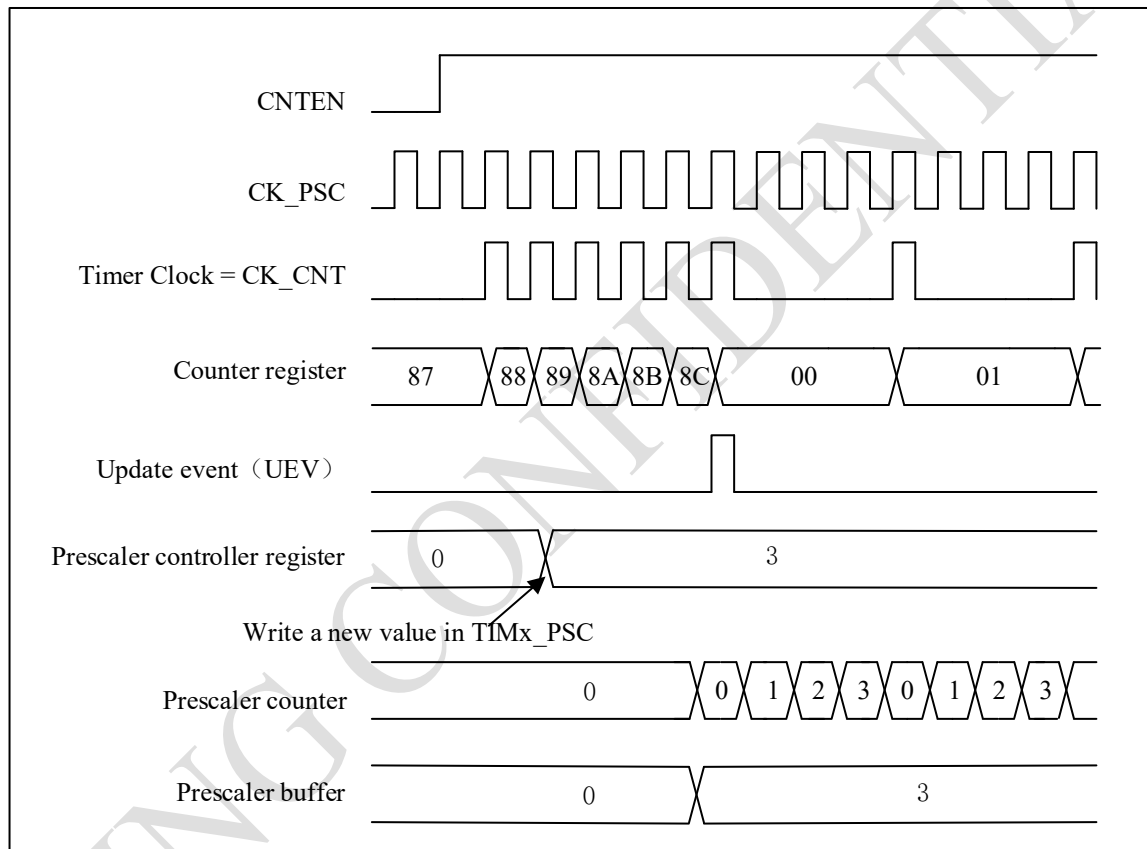 CNTEN
CK_PSC
Timer Clock = CK_CNT
Counter register 87 88 89 8A 8B 8C 00 01
Update event（UEV）
Prescaler controller register 0 3
Write a new value in TIMx_PSC
Prescaler counter 0 0 1 2 3 0 1 2 3
Prescaler buffer 0 3
NG CONFIDENTIA